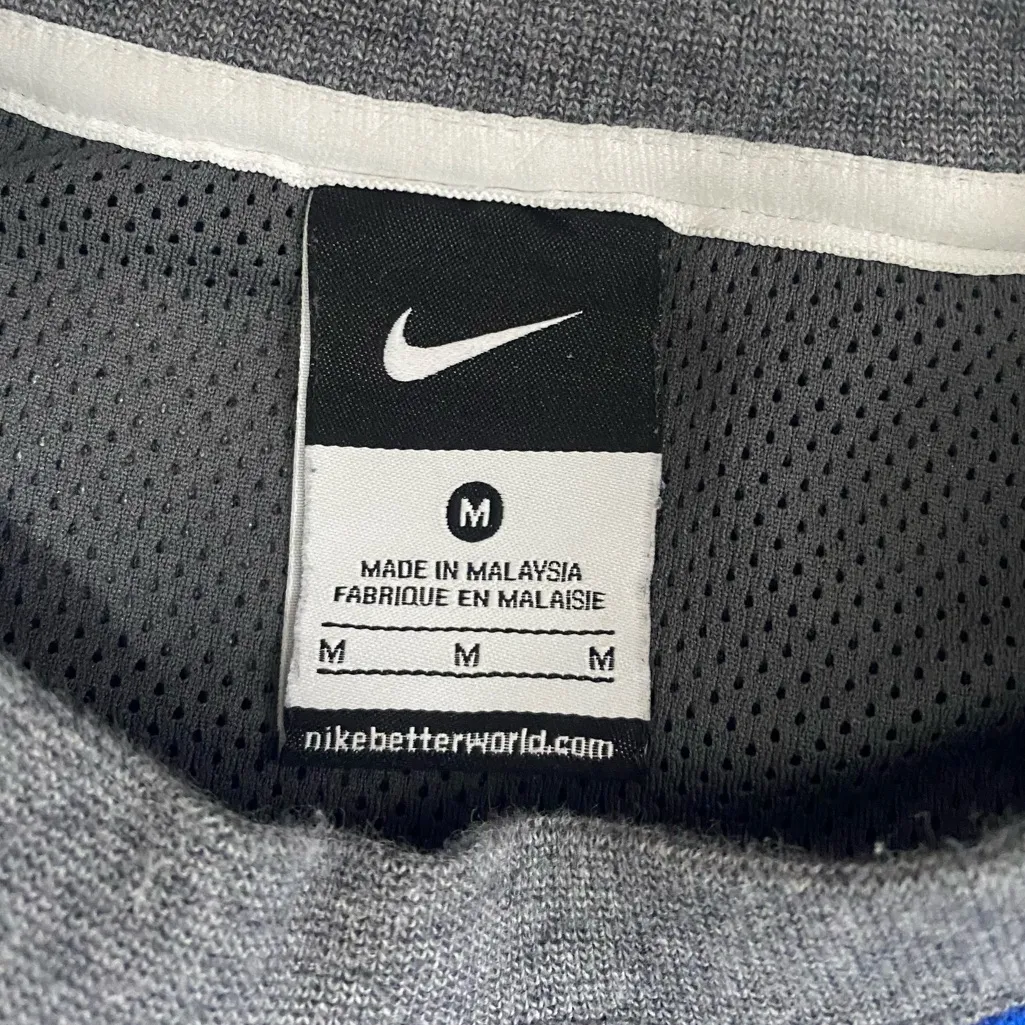 M
MADE IN MALAYSIA
FABRIQUE EN MALAISIE
M M M
nikebetterworld.com